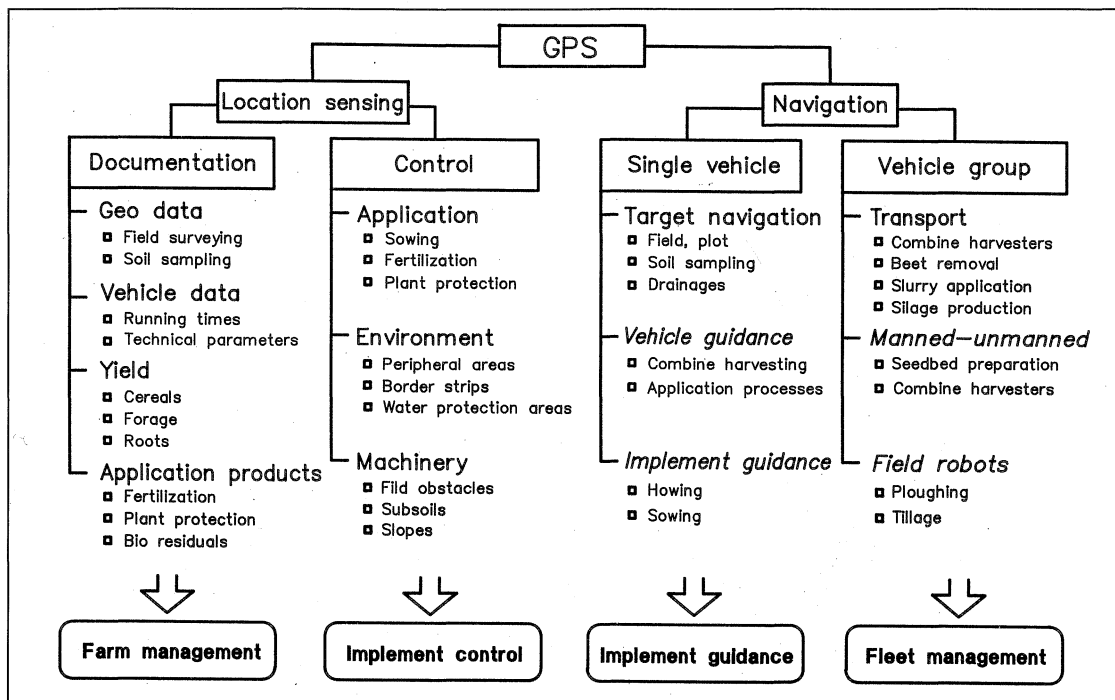 GPS
Location sensing
Navigation
Documentation
Control
Single vehicle
Vehicle group
Geo data
Field surveying
Soil sampling
Vehicle data
Running times
Technical parameters
Yield
Cereals
Forage
Roots
Application products
Fertilization
Plant protection
Bio residuals
Application
Sowing
Fertilization
Plant protection
Environment
Peripheral areas
Border strips
Water protection areas
Machinery
Fild obstacles
Subsoils
Slopes
Target navigation
Field, plot
Soil sampling
Drainages
Vehicle guidance
Combine harvesting
Application processes
Implement guidance
Howing
Sowing
Transport
Combine harvesters
Beet removal
Slurry application
Silage production
Manned-unmanned
Seedbed preparation
Combine harvesters
Field robots
Ploughing
Tillage
Farm management
Implement control
Implement guidance
Fleet management